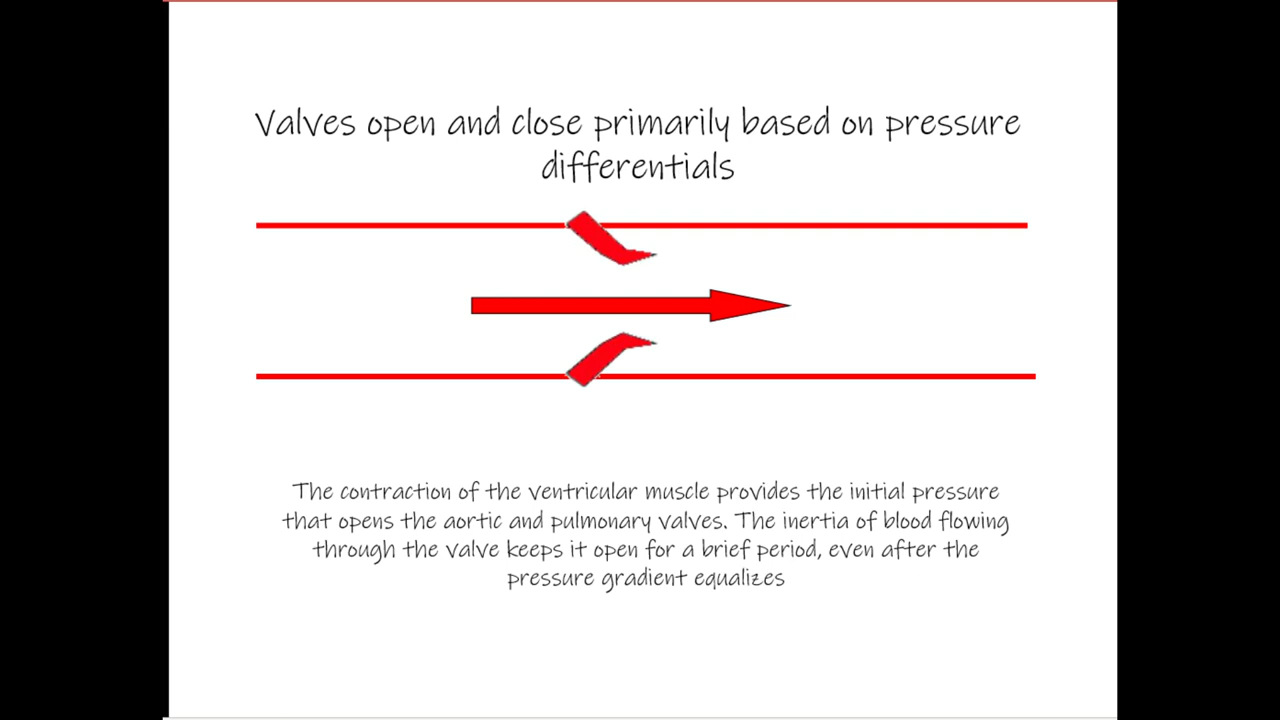 Valves open and close primarily based on pressure
differentials
The contraction of the ventricular muscle provides the initial pressure
that opens the aortic and pulmonary valves. The inertia of blood flowing
through the valve keeps it open for a brief period, even after the
pressure gradient equalizes